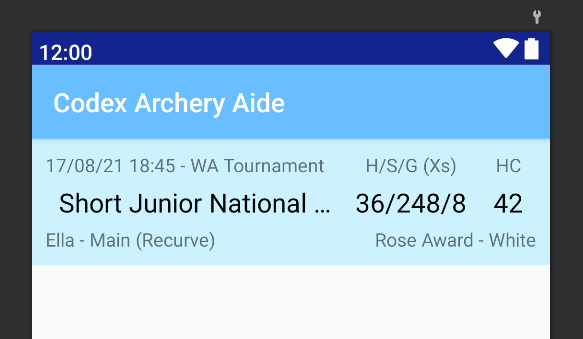 12:00
Codex Archery Aide
17/08/21 18:45 - WA Tournament H/S/G (Xs) HC
Short Junior National ... 36/248/8 42
Ella - Main (Recurve) Rose Award - White